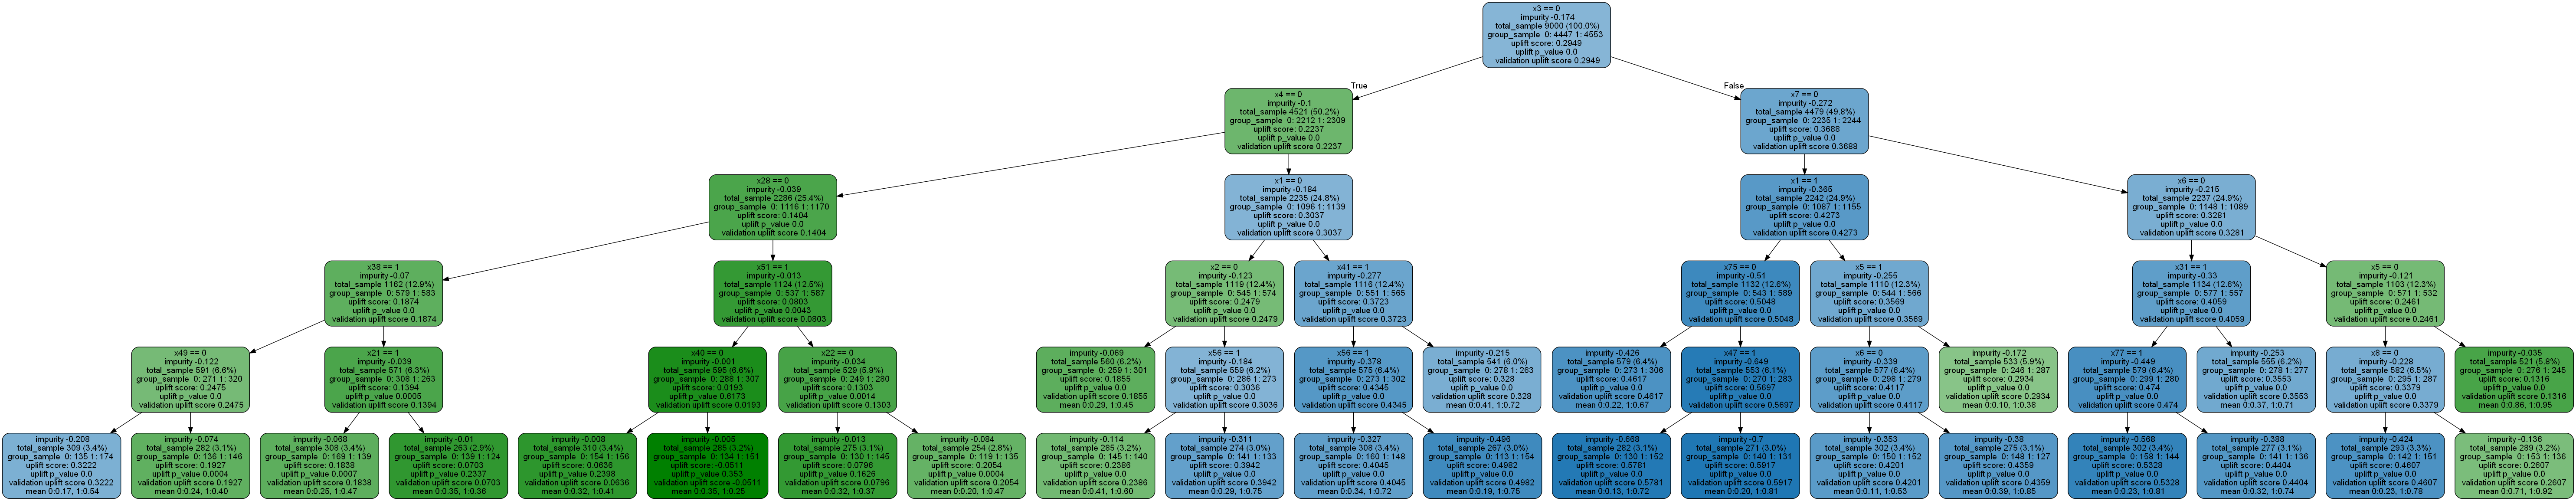 x3 == 0
impurity -0.174
total_sample 9000 (100.0%)
group_sample 0: 4447 1: 4553
uplift score: 0.2949
uplift p_value 0.0
validation uplift score 0.2949
True
False
x4 == 0
impurity -0.1
total_sample 4521 (50.2%)
group_sample 0: 2212 1: 2309
uplift score: 0.2237
uplift p_value 0.0
validation uplift score 0.2237
x7 == 0
impurity -0.272
total_sample 4479 (49.8%)
group_sample 0: 2235 1: 2244
uplift score: 0.3688
uplift p_value 0.0
validation uplift score 0.3688
x28 == 0
impurity -0.039
total_sample 2286 (25.4%)
group_sample 0: 1116 1: 1170
uplift score: 0.1404
uplift p_value 0.0
validation uplift score 0.1404
x1 == 0
impurity -0.184
total_sample 2235 (24.8%)
group_sample 0: 1096 1: 1139
uplift score: 0.3037
uplift p_value 0.0
validation uplift score 0.3037
x1 == 1
impurity -0.365
total_sample 2242 (24.9%)
group_sample 0: 1087 1: 1155
uplift score: 0.4273
uplift p_value 0.0
validation uplift score 0.4273
x6 == 0
impurity -0.215
total_sample 2237 (24.9%)
group_sample 0: 1148 1: 1089
uplift score: 0.3281
uplift p_value 0.0
validation uplift score 0.3281
x38 == 1
impurity -0.07
total_sample 1162 (12.9%)
group_sample 0: 579 1: 583
uplift score: 0.1874
uplift p_value 0.0
validation uplift score 0.1874
x51 == 1
impurity -0.013
total_sample 1124 (12.5%)
group_sample 0: 537 1: 587
uplift score: 0.0803
uplift p_value 0.0043
validation uplift score 0.0803
x2 == 0
impurity -0.123
total_sample 1119 (12.4%)
group_sample 0: 545 1: 574
uplift score: 0.2479
uplift p_value 0.0
validation uplift score 0.2479
x41 == 1
impurity -0.277
total_sample 1116 (12.4%)
group_sample 0: 551 1: 565
uplift score: 0.3723
uplift p_value 0.0
validation uplift score 0.3723
x75 == 0
impurity -0.51
total_sample 1132 (12.6%)
group_sample 0: 543 1: 589
uplift score: 0.5048
uplift p_value 0.0
validation uplift score 0.5048
x5 == 1
impurity -0.255
total_sample 1110 (12.3%)
group_sample 0: 544 1: 566
uplift score: 0.3569
uplift p_value 0.0
validation uplift score 0.3569
x31 == 1
impurity -0.33
total_sample 1134 (12.6%)
group_sample 0: 577 1: 557
uplift score: 0.4059
uplift p_value 0.0
validation uplift score 0.4059
x5 == 0
impurity -0.121
total_sample 1103 (12.3%)
group_sample 0: 571 1: 532
uplift score: 0.2461
uplift p_value 0.0
validation uplift score 0.2461
x49 == 0
impurity -0.122
total_sample 591 (6.6%)
group_sample 0: 271 1: 320
uplift score: 0.2475
uplift p_value 0.0
validation uplift score 0.2475
x21 == 1
impurity -0.039
total_sample 571 (6.3%)
group_sample 0: 308 1: 263
uplift score: 0.1394
uplift p_value 0.0005
validation uplift score 0.1394
x40 == 0
impurity -0.001
total_sample 595 (6.6%)
group_sample 0: 288 1: 307
uplift score: 0.0193
uplift p_value 0.6173
validation uplift score 0.0193
x22 == 0
impurity -0.034
total_sample 529 (5.9%)
group_sample 0: 249 1: 280
uplift score: 0.1303
uplift p_value 0.0014
validation uplift score 0.1303
impurity -0.069
total_sample 560 (6.2%)
group_sample 0: 259 1: 301
uplift score: 0.1855
uplift p_value 0.0
validation uplift score 0.1855
mean 0:0.29, 1:0.45
x56 == 1
impurity -0.184
total_sample 559 (6.2%)
group_sample 0: 286 1: 273
uplift score: 0.3036
uplift p_value 0.0
validation uplift score 0.3036
x56 == 1
impurity -0.378
total_sample 575 (6.4%)
group_sample 0: 273 1: 302
uplift score: 0.4345
uplift p_value 0.0
validation uplift score 0.4345
impurity -0.215
total_sample 541 (6.0%)
group_sample 0: 278 1: 263
uplift score: 0.328
uplift p_value 0.0
validation uplift score 0.328
mean 0:0.41, 1:0.72
impurity -0.426
total_sample 579 (6.4%)
group_sample 0: 273 1: 306
uplift score: 0.4617
uplift p_value 0.0
validation uplift score 0.4617
mean 0:0.22, 1:0.67
x47 == 1
impurity -0.649
total_sample 553 (6.1%)
group_sample 0: 270 1: 283
uplift score: 0.5697
uplift p_value 0.0
validation uplift score 0.5697
x6 == 0
impurity -0.339
total_sample 577 (6.4%)
group_sample 0: 298 1: 279
uplift score: 0.4117
uplift p_value 0.0
validation uplift score 0.4117
impurity -0.172
total_sample 533 (5.9%)
group_sample 0: 246 1: 287
uplift score: 0.2934
uplift p_value 0.0
validation uplift score 0.2934
mean 0:0.10, 1:0.38
x77 == 1
impurity -0.449
total_sample 579 (6.4%)
group_sample 0: 299 1: 280
uplift score: 0.474
uplift p_value 0.0
validation uplift score 0.474
impurity -0.253
total_sample 555 (6.2%)
group_sample 0: 278 1: 277
uplift score: 0.3553
uplift p_value 0.0
validation uplift score 0.3553
mean 0:0.37, 1:0.71
x8 == 0
impurity -0.228
total_sample 582 (6.5%)
group_sample 0: 295 1: 287
uplift score: 0.3379
uplift p_value 0.0
validation uplift score 0.3379
impurity -0.035
total_sample 521 (5.8%)
group_sample 0: 276 1: 245
uplift score: 0.1316
uplift p_value 0.0
validation uplift score 0.1316
mean 0:0.86, 1:0.95
impurity -0.208
total_sample 309 (3.4%)
group_sample 0: 135 1: 174
uplift score: 0.3222
uplift p_value 0.0
validation uplift score 0.3222
mean 0:0.17, 1:0.54
impurity -0.074
total_sample 282 (3.1%)
group_sample 0: 136 1: 146
uplift score: 0.1927
uplift p_value 0.0004
validation uplift score 0.1927
mean 0:0.24, 1:0.40
impurity -0.068
total_sample 308 (3.4%)
group_sample 0: 169 1: 139
uplift score: 0.1838
uplift p_value 0.0007
validation uplift score 0.1838
mean 0:0.25, 1:0.47
impurity -0.01
total_sample 263 (2.9%)
group_sample 0: 139 1: 124
uplift score: 0.0703
uplift p_value 0.2337
validation uplift score 0.0703
mean 0:0.35, 1:0.36
impurity -0.008
total_sample 310 (3.4%)
group_sample 0: 154 1: 156
uplift score: 0.0636
uplift p_value 0.2398
validation uplift score 0.0636
mean 0:0.32, 1:0.41
impurity -0.005
total_sample 285 (3.2%)
group_sample 0: 134 1: 151
uplift score: -0.0511
uplift p_value 0.353
validation uplift score -0.0511
mean 0:0.35, 1:0.25
impurity -0.013
total_sample 275 (3.1%)
group_sample 0: 130 1: 145
uplift score: 0.0796
uplift p_value 0.1626
validation uplift score 0.0796
mean 0:0.32, 1:0.37
impurity -0.084
total_sample 254 (2.8%)
group_sample 0: 119 1: 135
uplift score: 0.2054
uplift p_value 0.0004
validation uplift score 0.2054
mean 0:0.20, 1:0.47
impurity -0.114
total_sample 285 (3.2%)
group_sample 0: 145 1: 140
uplift score: 0.2386
uplift p_value 0.0
validation uplift score 0.2386
mean 0:0.41, 1:0.60
impurity -0.311
total_sample 274 (3.0%)
group_sample 0: 141 1: 133
uplift score: 0.3942
uplift p_value 0.0
validation uplift score 0.3942
mean 0:0.29, 1:0.75
impurity -0.327
total_sample 308 (3.4%)
group_sample 0: 160 1: 148
uplift score: 0.4045
uplift p_value 0.0
validation uplift score 0.4045
mean 0:0.34, 1:0.72
impurity -0.496
total_sample 267 (3.0%)
group_sample 0: 113 1: 154
uplift score: 0.4982
uplift p_value 0.0
validation uplift score 0.4982
mean 0:0.19, 1:0.75
impurity -0.668
total_sample 282 (3.1%)
group_sample 0: 130 1: 152
uplift score: 0.5781
uplift p_value 0.0
validation uplift score 0.5781
mean 0:0.13, 1:0.72
impurity -0.7
total_sample 271 (3.0%)
group_sample 0: 140 1: 131
uplift score: 0.5917
uplift p_value 0.0
validation uplift score 0.5917
mean 0:0.20, 1:0.81
impurity -0.353
total_sample 302 (3.4%)
group_sample 0: 150 1: 152
uplift score: 0.4201
uplift p_value 0.0
validation uplift score 0.4201
mean 0:0.11, 1:0.53
impurity -0.38
total_sample 275 (3.1%)
group_sample 0: 148 1: 127
uplift score: 0.4359
uplift p_value 0.0
validation uplift score 0.4359
mean 0:0.39, 1:0.85
impurity -0.568
total_sample 302 (3.4%)
group_sample 0: 158 1: 144
uplift score: 0.5328
uplift p_value 0.0
validation uplift score 0.5328
mean 0:0.23, 1:0.81
impurity -0.388
total_sample 277 (3.1%)
group_sample 0: 141 1: 136
uplift score: 0.4404
uplift p_value 0.0
validation uplift score 0.4404
mean 0:0.32, 1:0.74
impurity -0.424
total_sample 293 (3.3%)
group_sample 0: 142 1: 151
uplift score: 0.4607
uplift p_value 0.0
validation uplift score 0.4607
mean 0:0.23, 1:0.78
impurity -0.136
total_sample 289 (3.2%)
group_sample 0: 153 1: 136
uplift score: 0.2607
uplift p_value 0.0
validation uplift score 0.2607
mean 0:0.71, 1:0.92